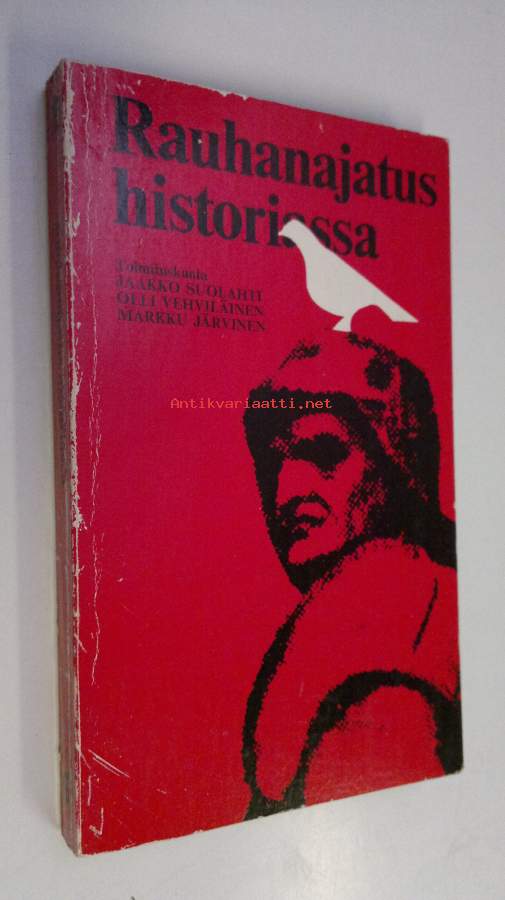 Rauhanajatus
historiassa
Toimituskunta
JAAKKO SUOLAHTI
OLLI VEHVILÄINEN
MARKKU JÄRVINEN
Antikvariaatti.net